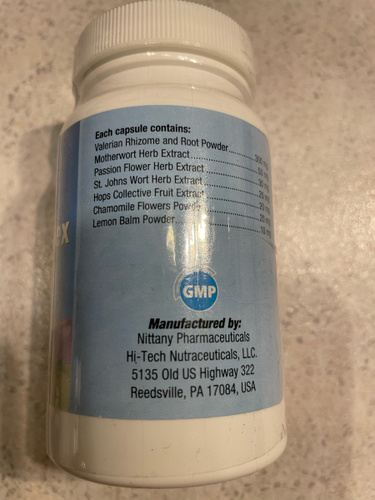 Each capsule contains:
Valerian Rhizome and Root Powder
Motherwort Herb Extract
Passion Flower Herb Extract
St. Johns Wort Herb Extract
Hops Collective Fruit Extract
Chamomile Flowers Powder
Lemon Balm Powder
ex
GMP
Manufactured by:
Nittany Pharmaceuticals
Hi-Tech Nutraceuticals, LLC.
5135 Old US Highway 322
Reedsville, PA 17084, USA